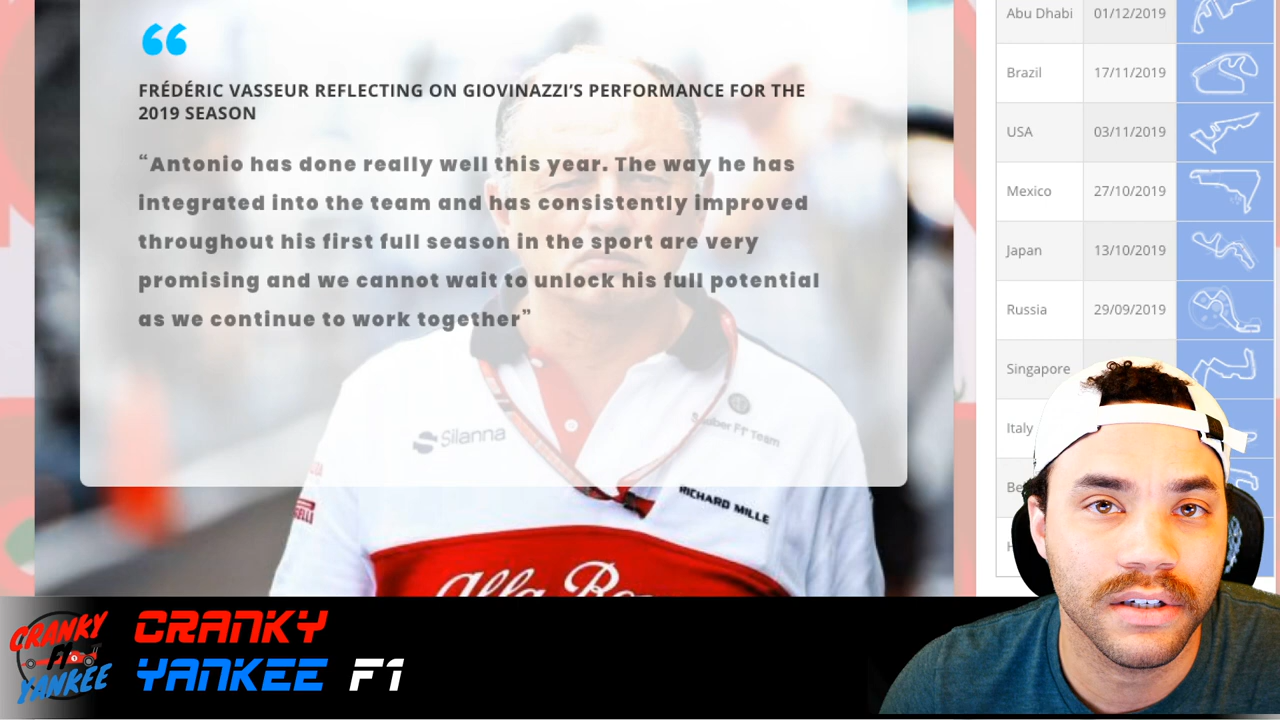 “
FRÉDÉRIC VASSEUR REFLECTING ON GIOVINAZZI’S PERFORMANCE FOR THE
2019 SEASON
“Antonio has done really well this year. The way he has
integrated into the team and has consistently improved
throughout his first full season in the sport are very
promising and we cannot wait to unlock his full potential
as we continue to work together”
Silanna
Sauber F1 Team
RICHARD MILLE
Abu Dhabi 01/12/2019
Brazil 17/11/2019
USA 03/11/2019
Mexico 27/10/2019
Japan 13/10/2019
Russia 29/09/2019
Singapore
Italy
CRANKY
F1
YANKEE
CRANKY
YANKEE F1